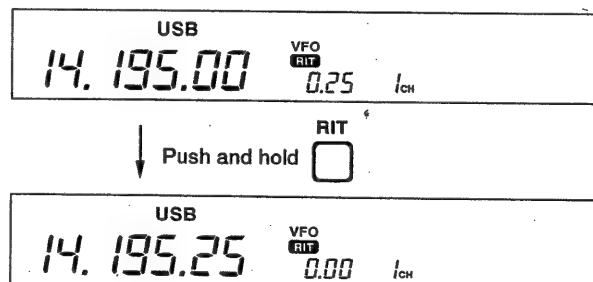 USB
VFO
14.195.00 RIT 0.25 1CH
RIT
Push and hold
USB
VFO
14.195.25 RIT 0.00 1CH